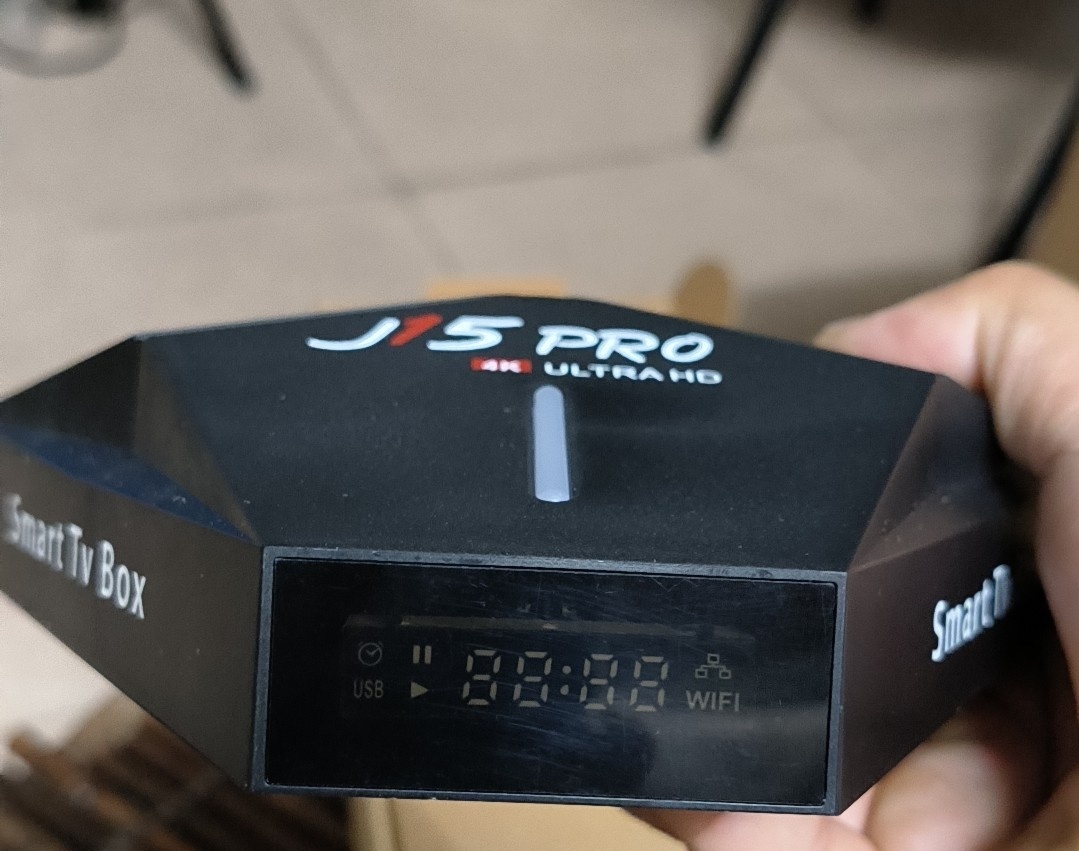 J15 PRO
4K ULTRA HD
Smart Tv Box
Smart Tv
88:88
USB
WIFI